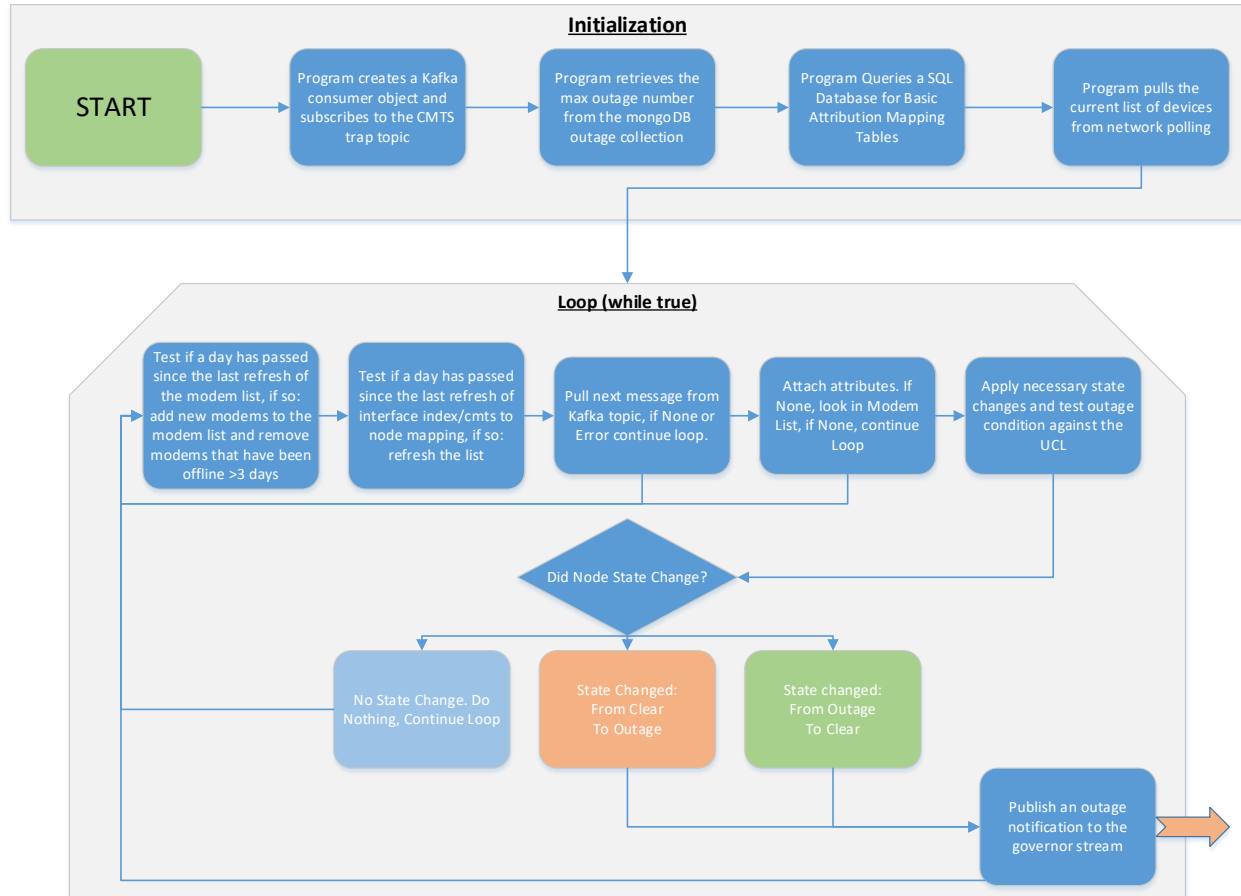 Initialization
START
Program creates a Kafka
consumer object and
subscribes to the CMTS
trap topic
Program retrieves the
max outage number
from the mongoDB
outage collection
Program Queries a SQL
Database for Basic
Attribution Mapping
Tables
Program pulls the
current list of devices
from network polling
Loop (while true)
Test if a day has passed
since the last refresh of
the modem list, if so:
add new modems to the
modem list and remove
modems that have been
offline >3 days
Test if a day has passed
since the last refresh of
interface index/cmts to
node mapping, if so:
refresh the list
Pull next message from
Kafka topic, if None or
Error continue loop.
Attach attributes. If
None, look in Modem
List, if None, continue
Loop
Apply necessary state
changes and test outage
condition against the
UCL
Did Node State Change?
No State Change. Do
Nothing, Continue Loop
State Changed:
From Clear
To Outage
State changed:
From Outage
To Clear
Publish an outage
notification to the
governor stream